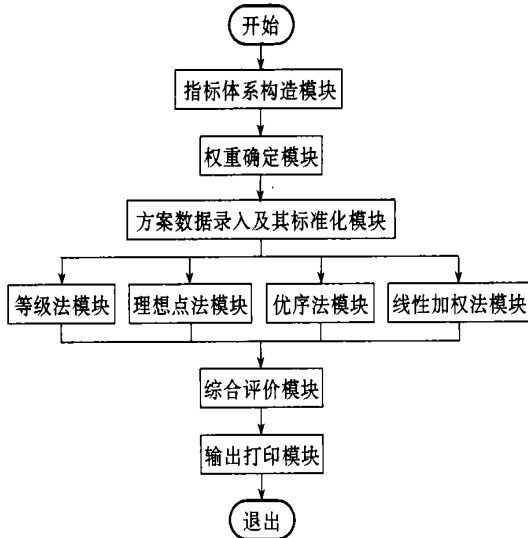 开始
指标体系构造模块
权重确定模块
方案数据录入及其标准化模块
等级法模块
理想点法模块
优序法模块
线性加权法模块
综合评价模块
输出打印模块
退出